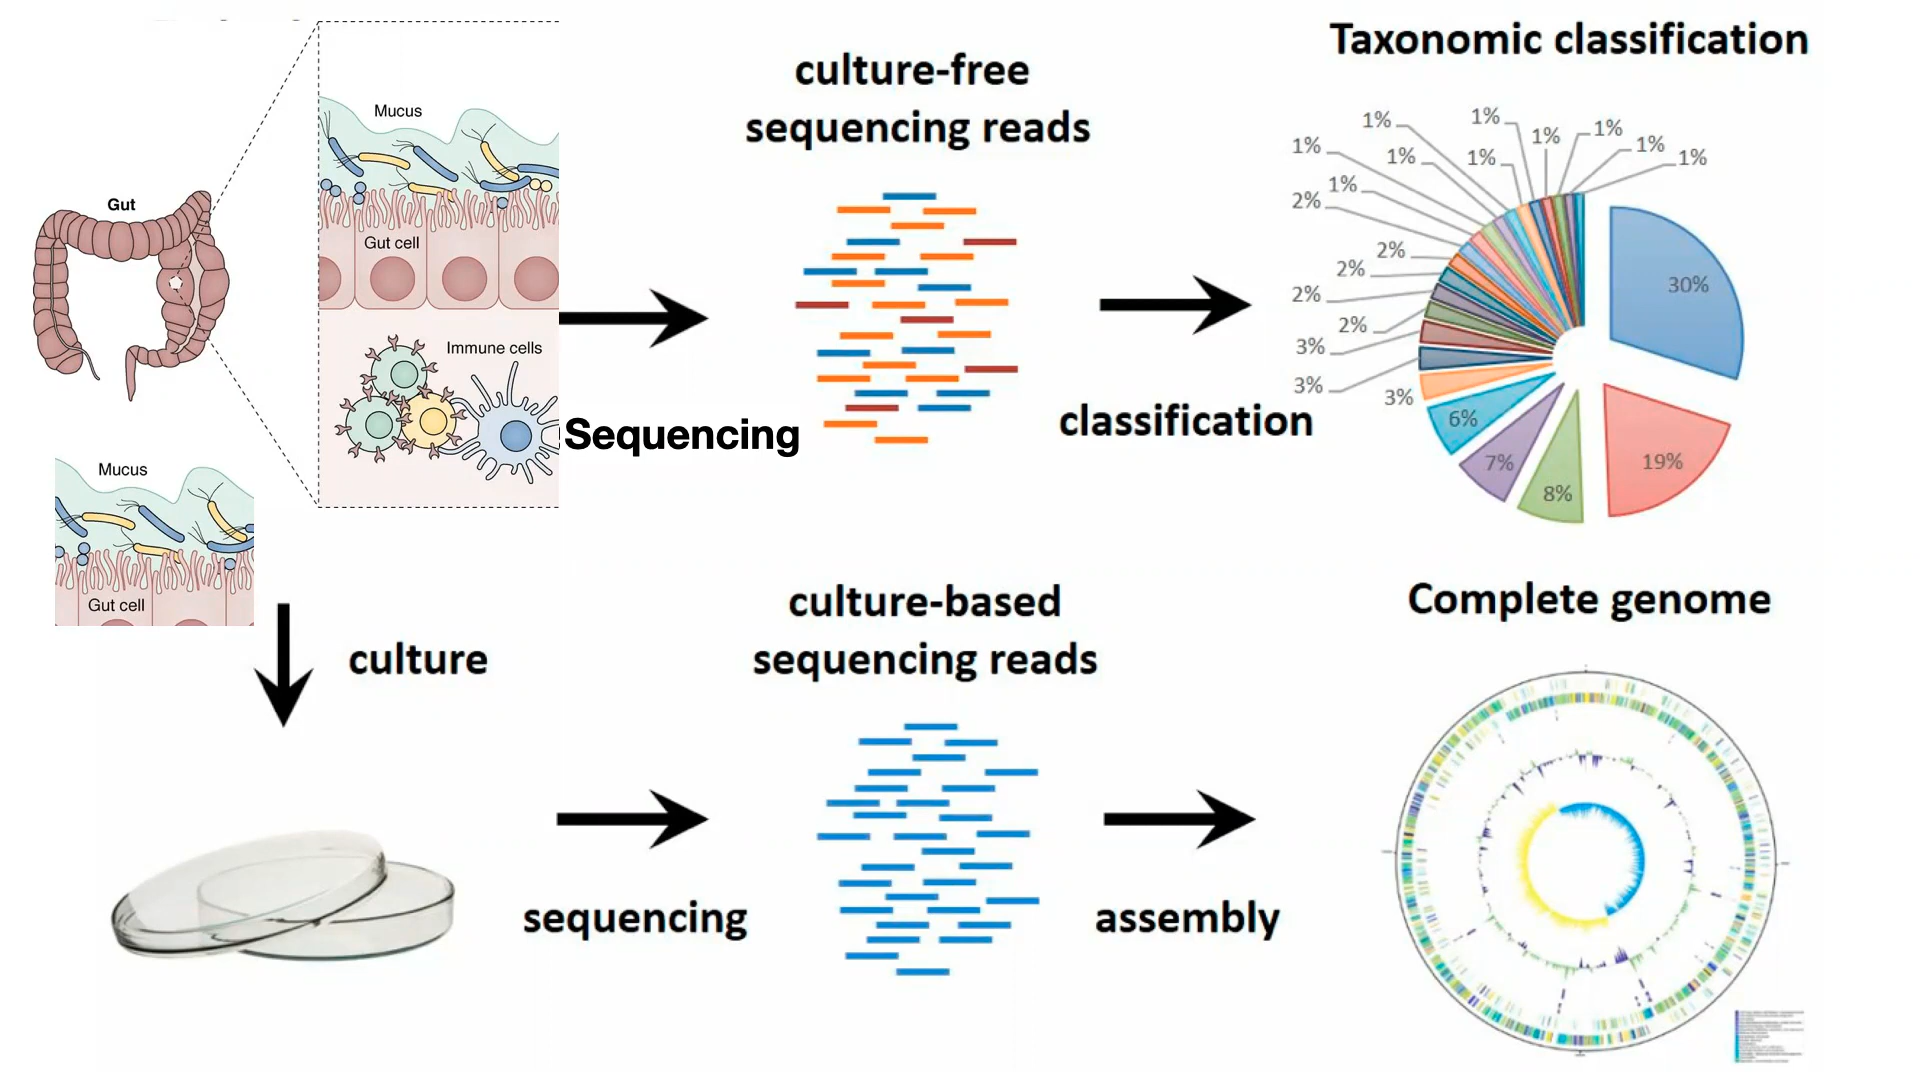 Gut
Mucus
Gut cell
Immune cells
Mucus
Gut cell
Sequencing
culture-free
sequencing reads
classification
Taxonomic classification
1%
1%
1%
1%
1%
1%
1%
1%
1%
1%
2%
2%
2%
2%
2%
3%
3%
3%
6%
7%
8%
19%
30%
culture
sequencing
culture-based
sequencing reads
assembly
Complete genome